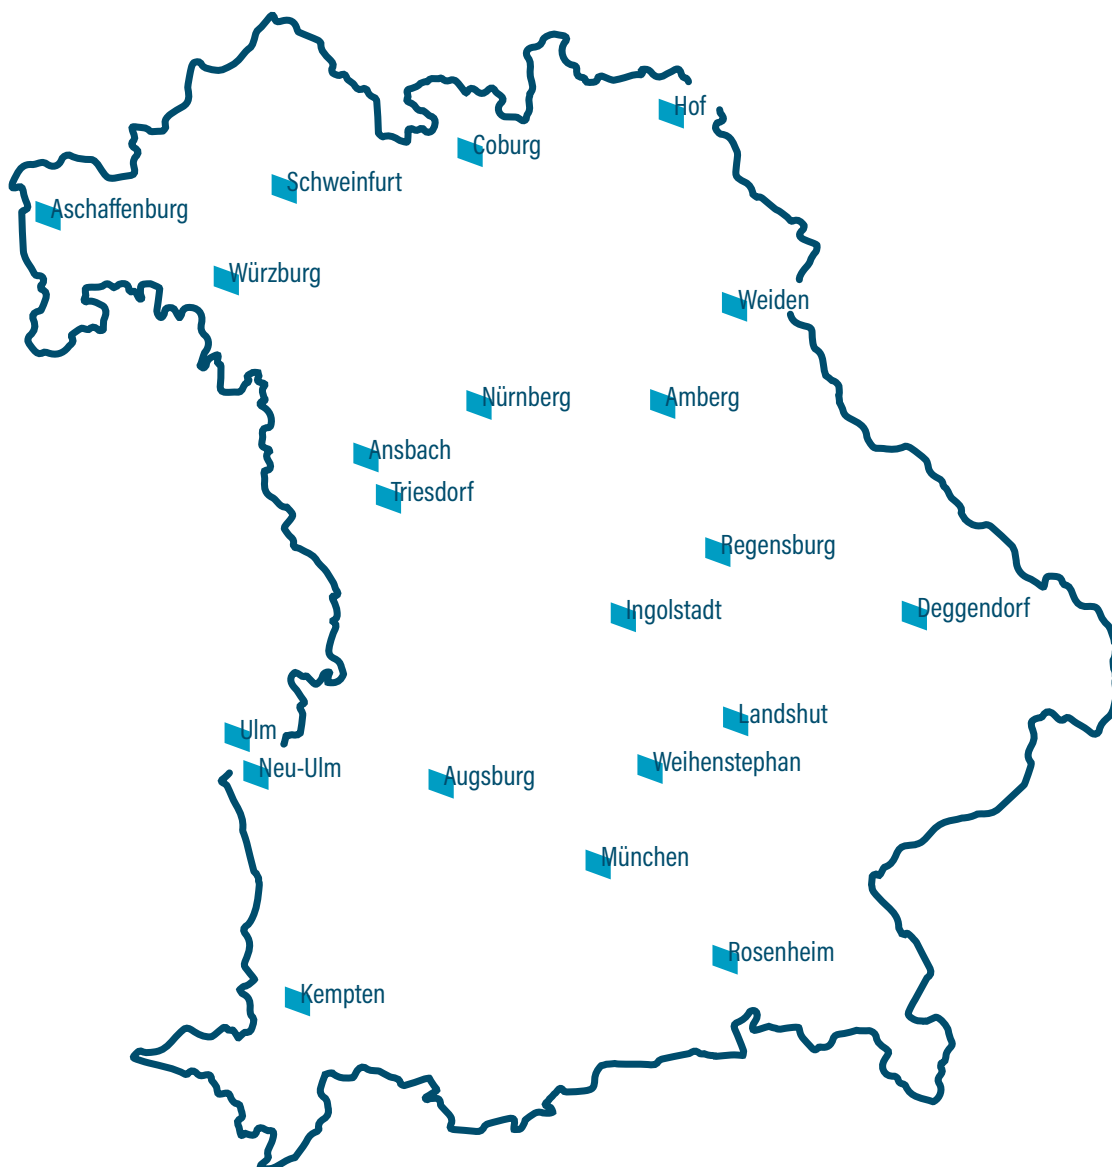 Hof
Coburg
Schweinfurt
Aschaffenburg
Würzburg
Weiden
Nürnberg
Amberg
Ansbach
Triesdorf
Regensburg
Ingolstadt
Deggendorf
Landshut
Ulm
Weihenstephan
Neu-Ulm
Augsburg
München
Rosenheim
Kempten